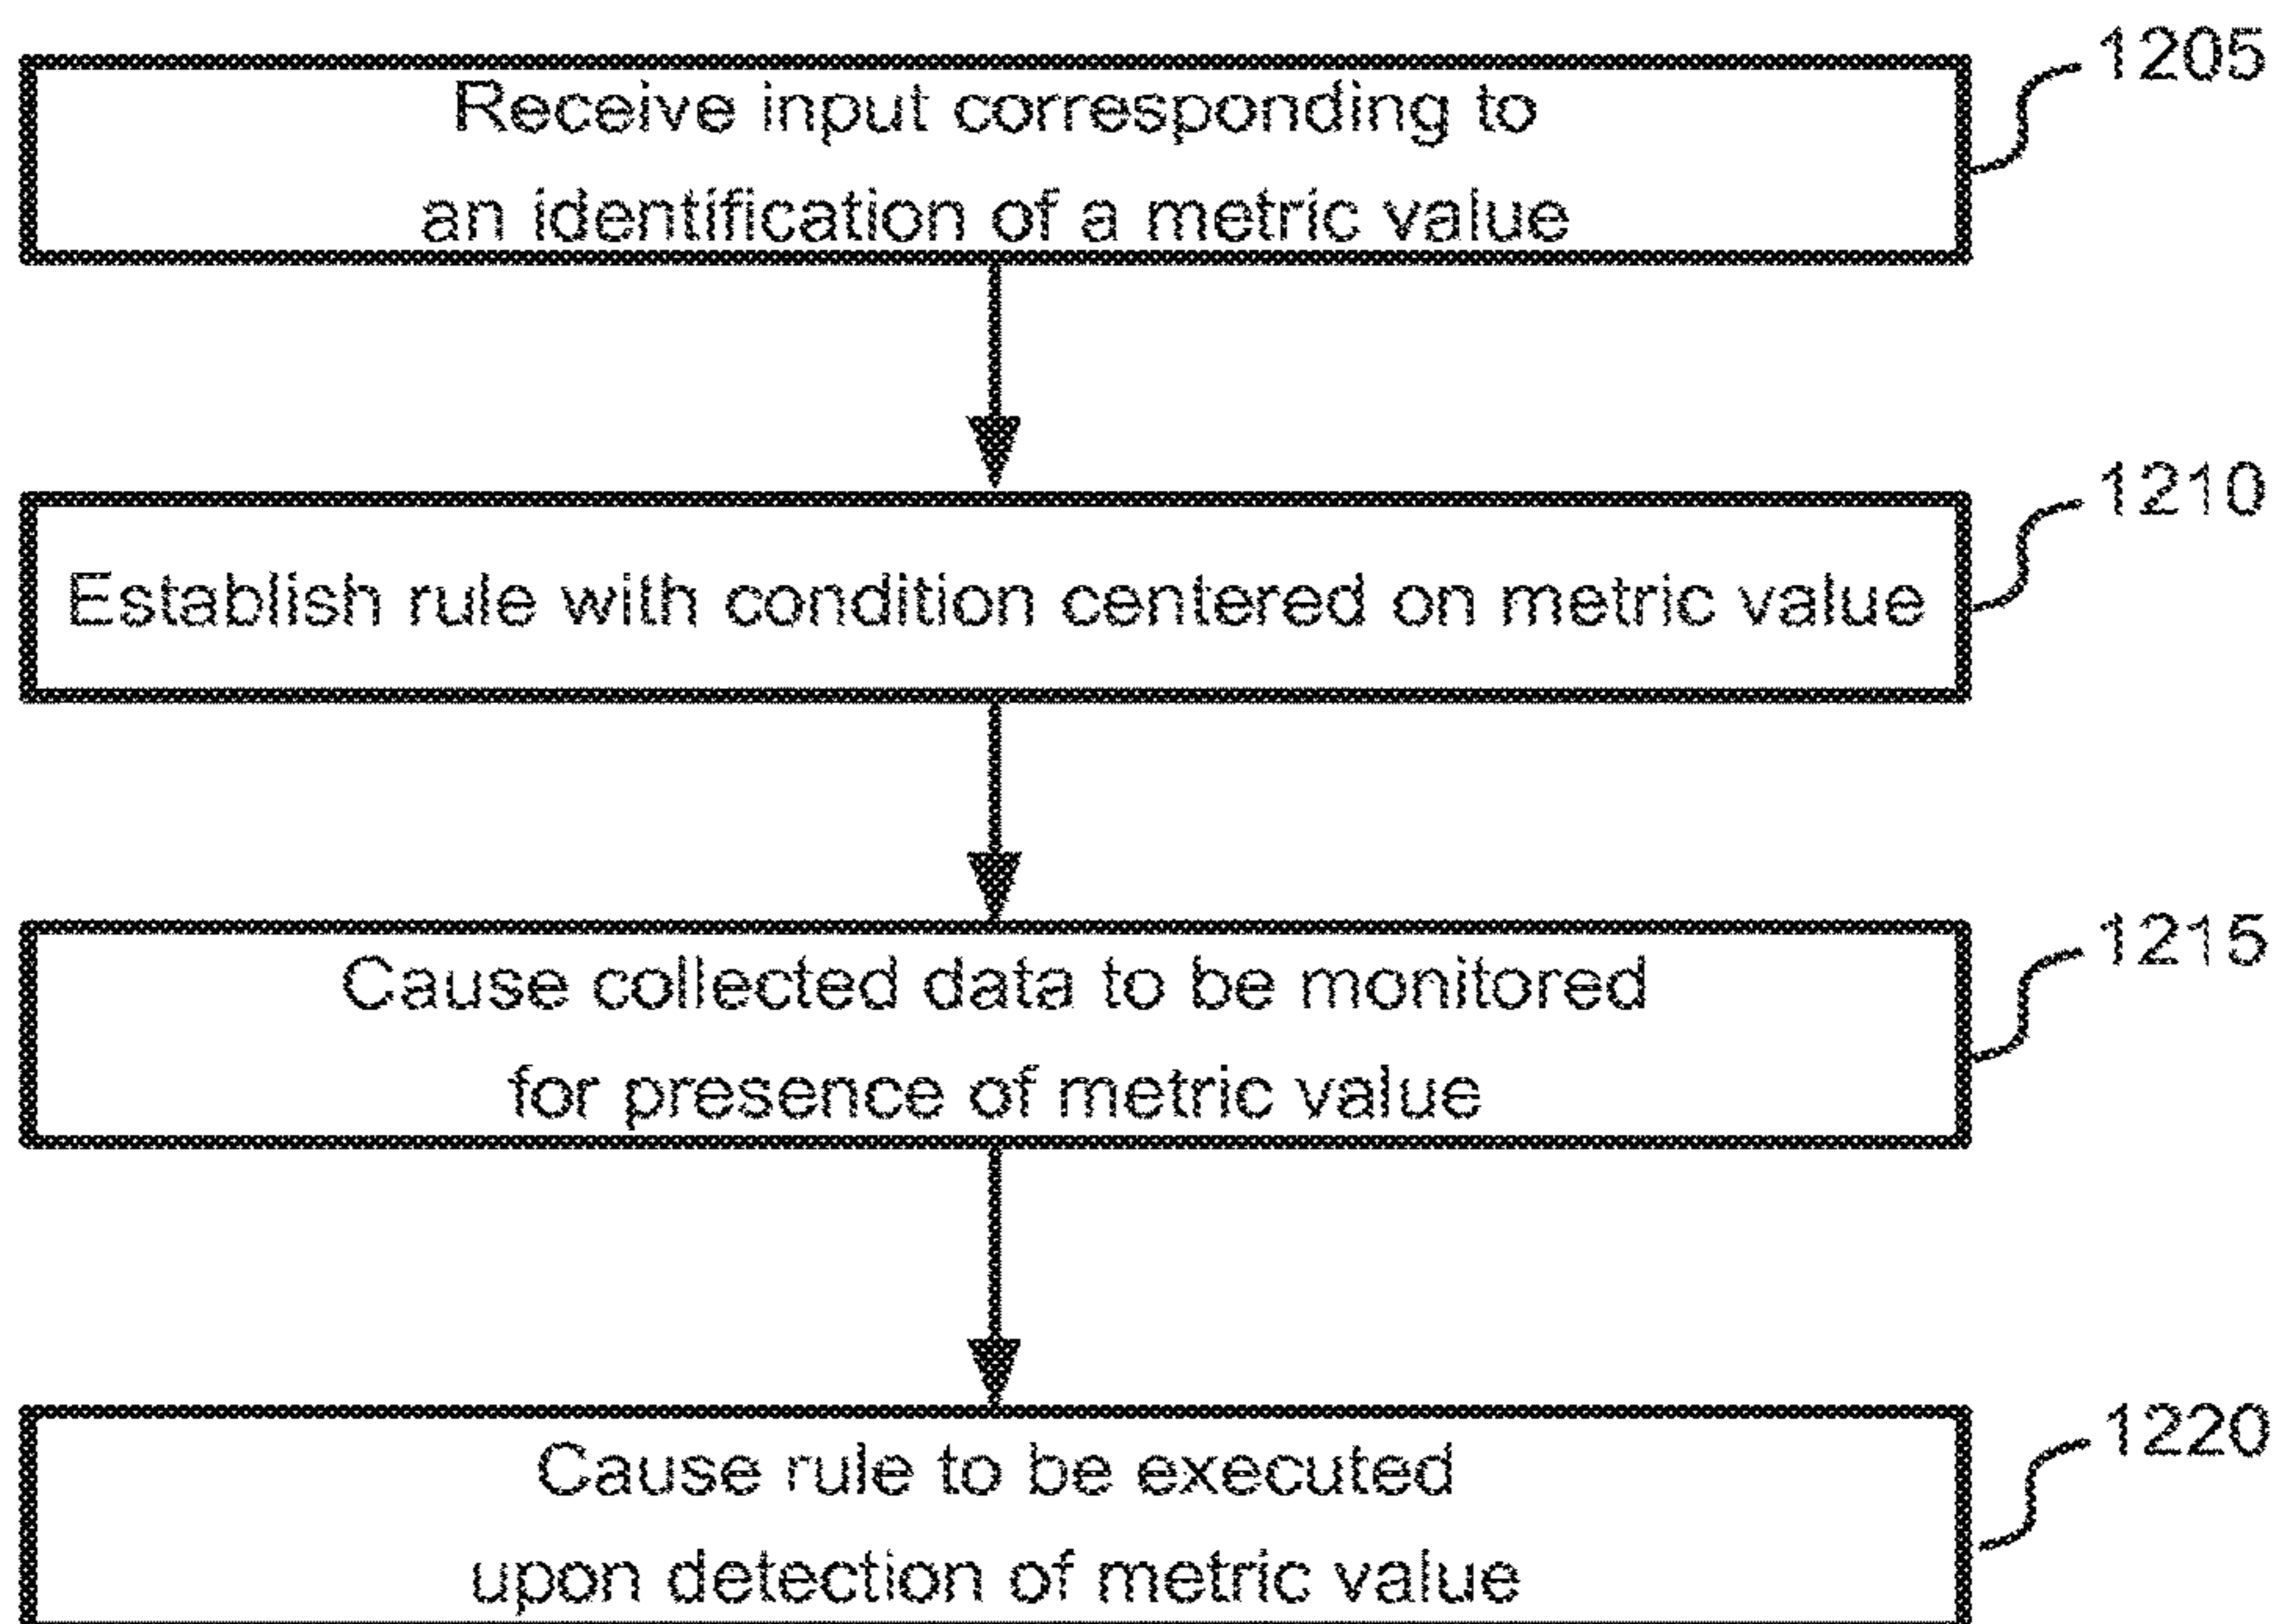 1205
Receive input corresponding to
an identification of a metric value
1210
Establish rule with condition centered on metric value
1215
Cause collected data to be monitored
for presence of metric value
1220
Cause rule to be executed
upon detection of metric value